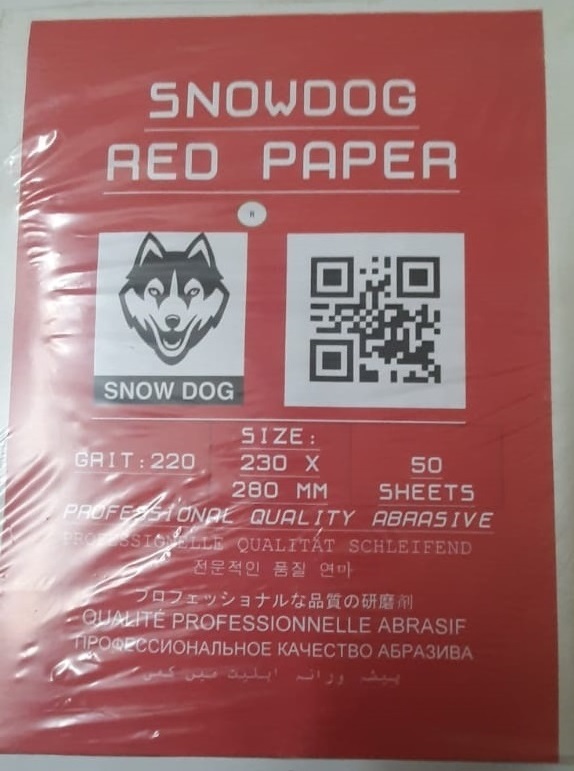 SNOWDOG
RED PAPER
SNOW DOG
GRIT:220
SIZE:
230 X
280 MM
50
SHEETS
PROFESSIONAL QUALITY ABRASIVE
PROFESSIONELLE QUALITÄT SCHLEIFEND
전문적인 품질 연마
プロフェッショナルな品質の研磨剤
QUALITÉ PROFESSIONNELLE ABRASIF
ПРОФЕССИОНАЛЬНОЕ КАЧЕСТВО АБРАЗИВА
پیشہ ورانہ